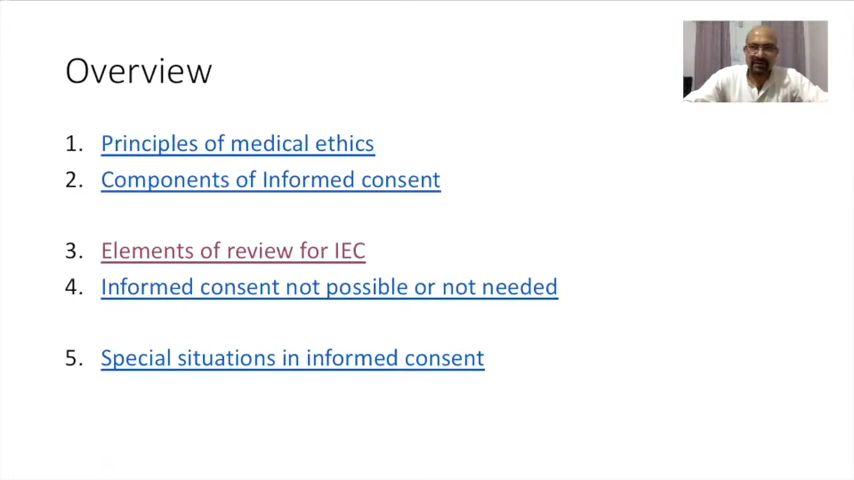 Overview
1. Principles of medical ethics
2. Components of Informed consent
3. Elements of review for IEC
4. Informed consent not possible or not needed
5. Special situations in informed consent